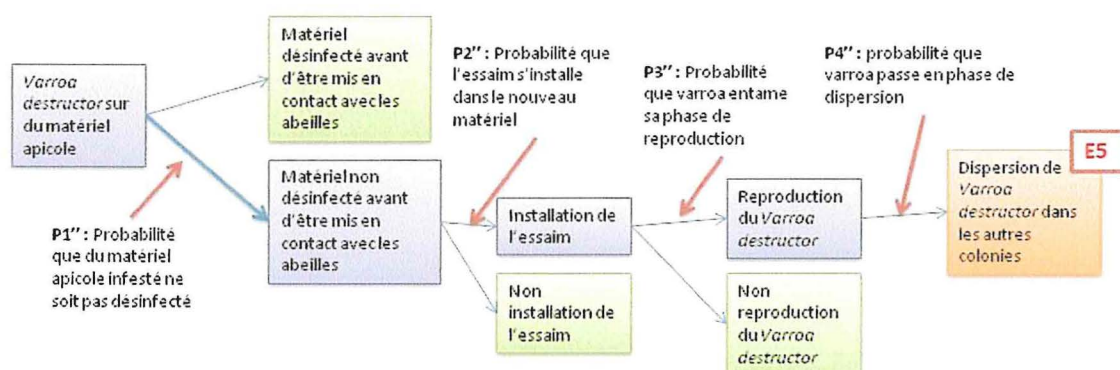 Varroa
destructor sur
du matériel
apicole
Matériel
désinfecté avant
d'être mis en
contact avec les
abeilles
P1'' : Probabilité
que du matériel
apicole infesté ne
soit pas désinfecté
Matériel non
désinfecté avant
d'être mis en
contact avec les
abeilles
P2'' : Probabilité que
l'essaim s'installe
dans le nouveau
matériel
Installation de
l'essaim
Non
installation de
l'essaim
P3'' : Probabilité
que varroa entame
sa phase de
reproduction
Reproduction
du Varroa
destructor
Non
reproduction
du Varroa
destructor
P4'' : probabilité que
varroa passe en phase de
dispersion
E5
Dispersion de
Varroa
destructor dans
les autres
colonies